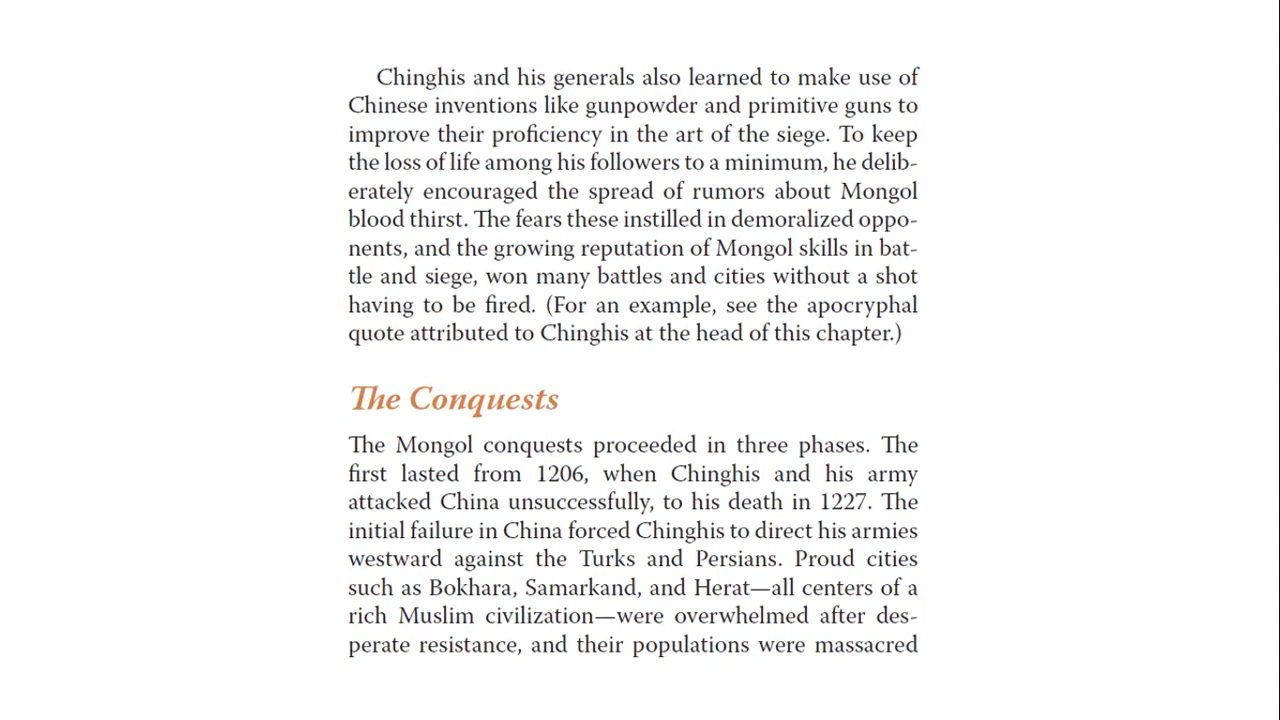 Chinghis and his generals also learned to make use of
Chinese inventions like gunpowder and primitive guns to
improve their proficiency in the art of the siege. To keep
the loss of life among his followers to a minimum, he delib-
erately encouraged the spread of rumors about Mongol
blood thirst. The fears these instilled in demoralized oppo-
nents, and the growing reputation of Mongol skills in bat-
tle and siege, won many battles and cities without a shot
having to be fired. (For an example, see the apocryphal
quote attributed to Chinghis at the head of this chapter.)
The Conquests
The Mongol conquests proceeded in three phases. The
first lasted from 1206, when Chinghis and his army
attacked China unsuccessfully, to his death in 1227. The
initial failure in China forced Chinghis to direct his armies
westward against the Turks and Persians. Proud cities
such as Bokhara, Samarkand, and Herat—all centers of a
rich Muslim civilization—were overwhelmed after des-
perate resistance, and their populations were massacred